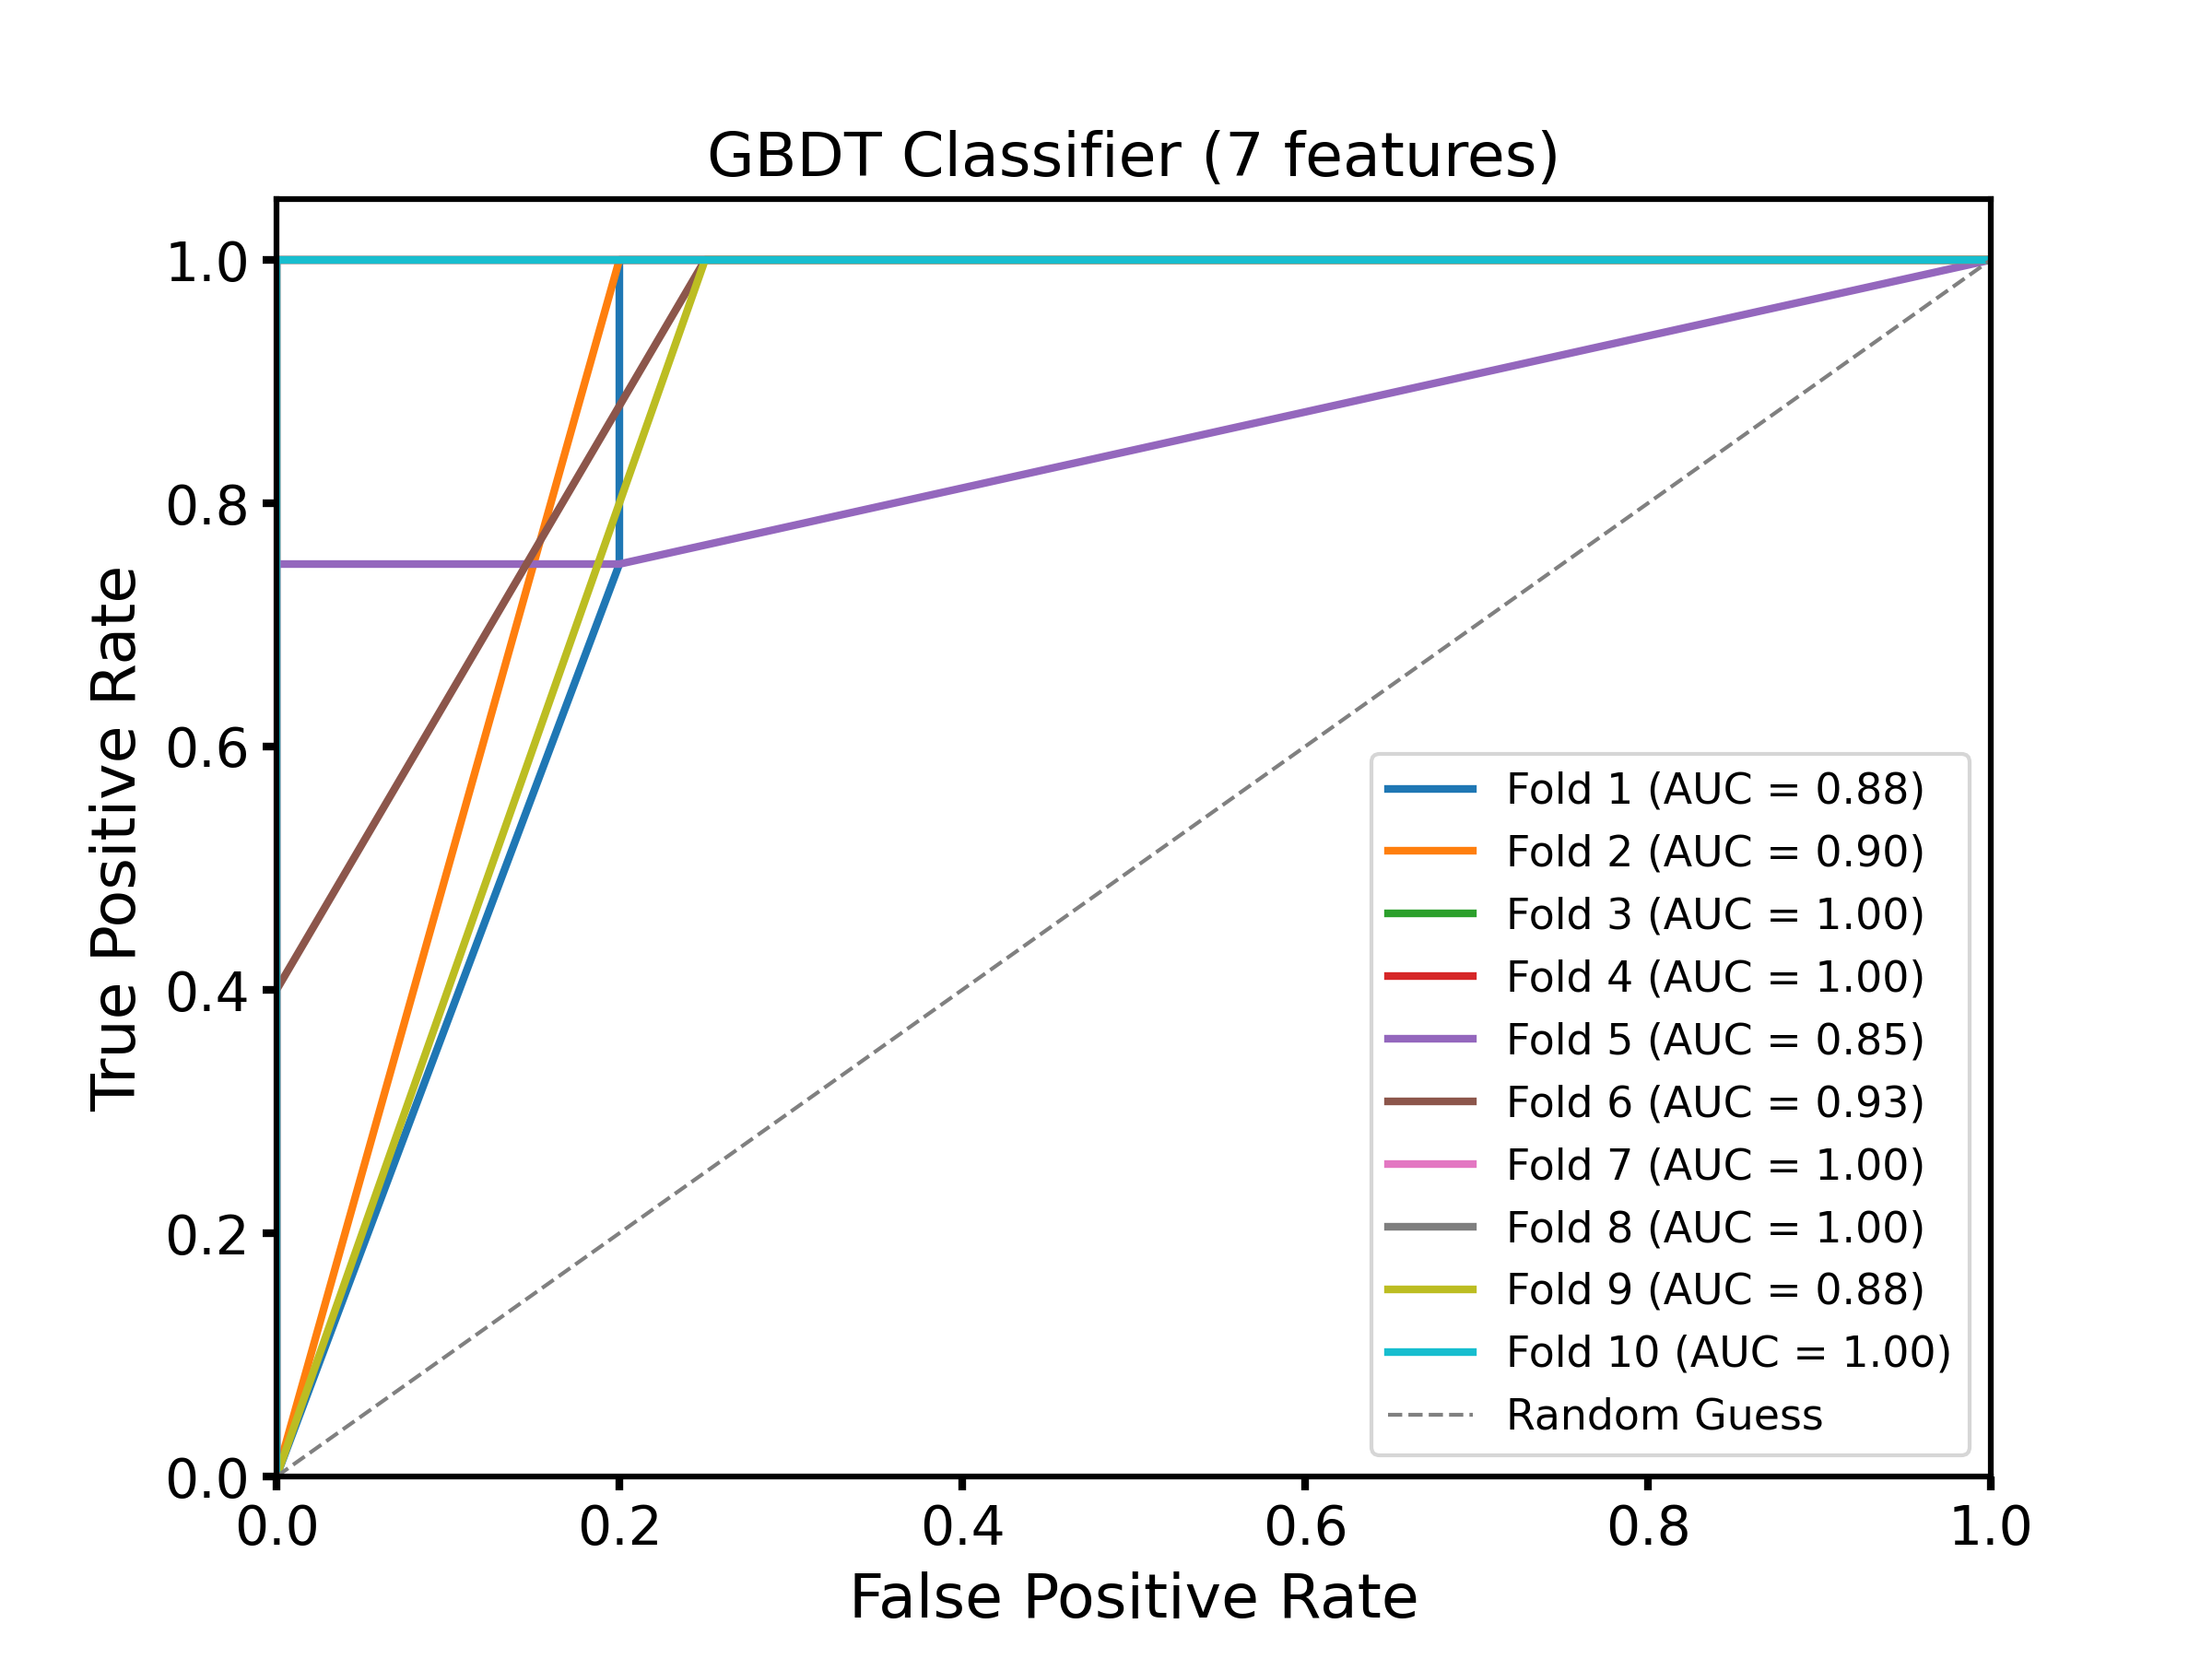 GBDT Classifier (7 features)
1.0
0.8
0.6
0.4
0.2
0.0
True Positive Rate
0.0 0.2 0.4 0.6 0.8 1.0
False Positive Rate
Fold 1 (AUC = 0.88)
Fold 2 (AUC = 0.90)
Fold 3 (AUC = 1.00)
Fold 4 (AUC = 1.00)
Fold 5 (AUC = 0.85)
Fold 6 (AUC = 0.93)
Fold 7 (AUC = 1.00)
Fold 8 (AUC = 1.00)
Fold 9 (AUC = 0.88)
Fold 10 (AUC = 1.00)
Random Guess